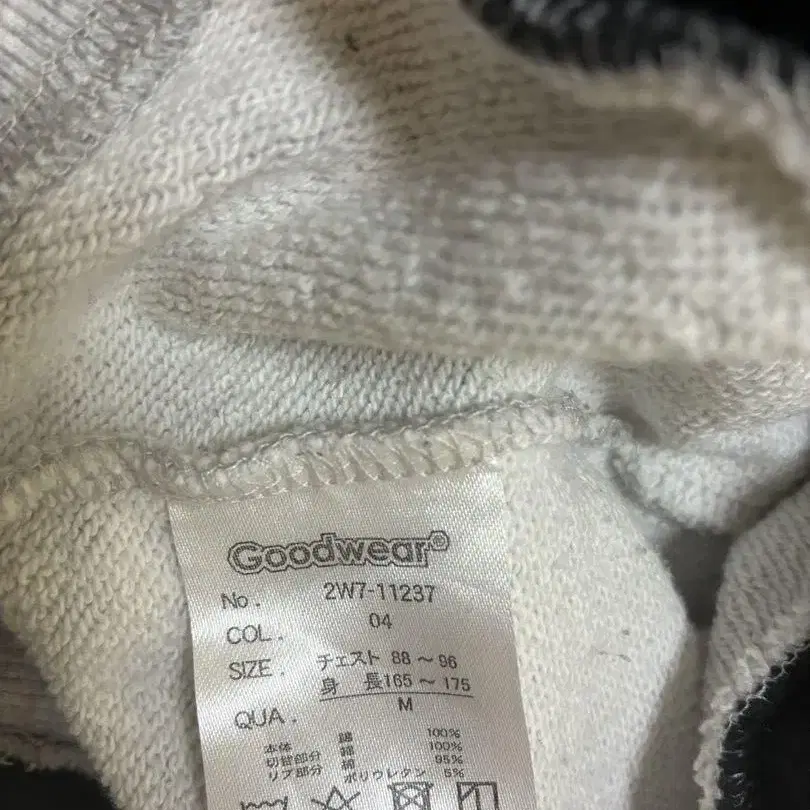 Goodwear®
No. 2W7-11237
COL. 04
SIZE. チェスト 88～96
身 長165～175
M
QUA.
本体 綿 100%
切替部分 綿 100%
リブ部分 綿 95%
ポリウレタン 5%